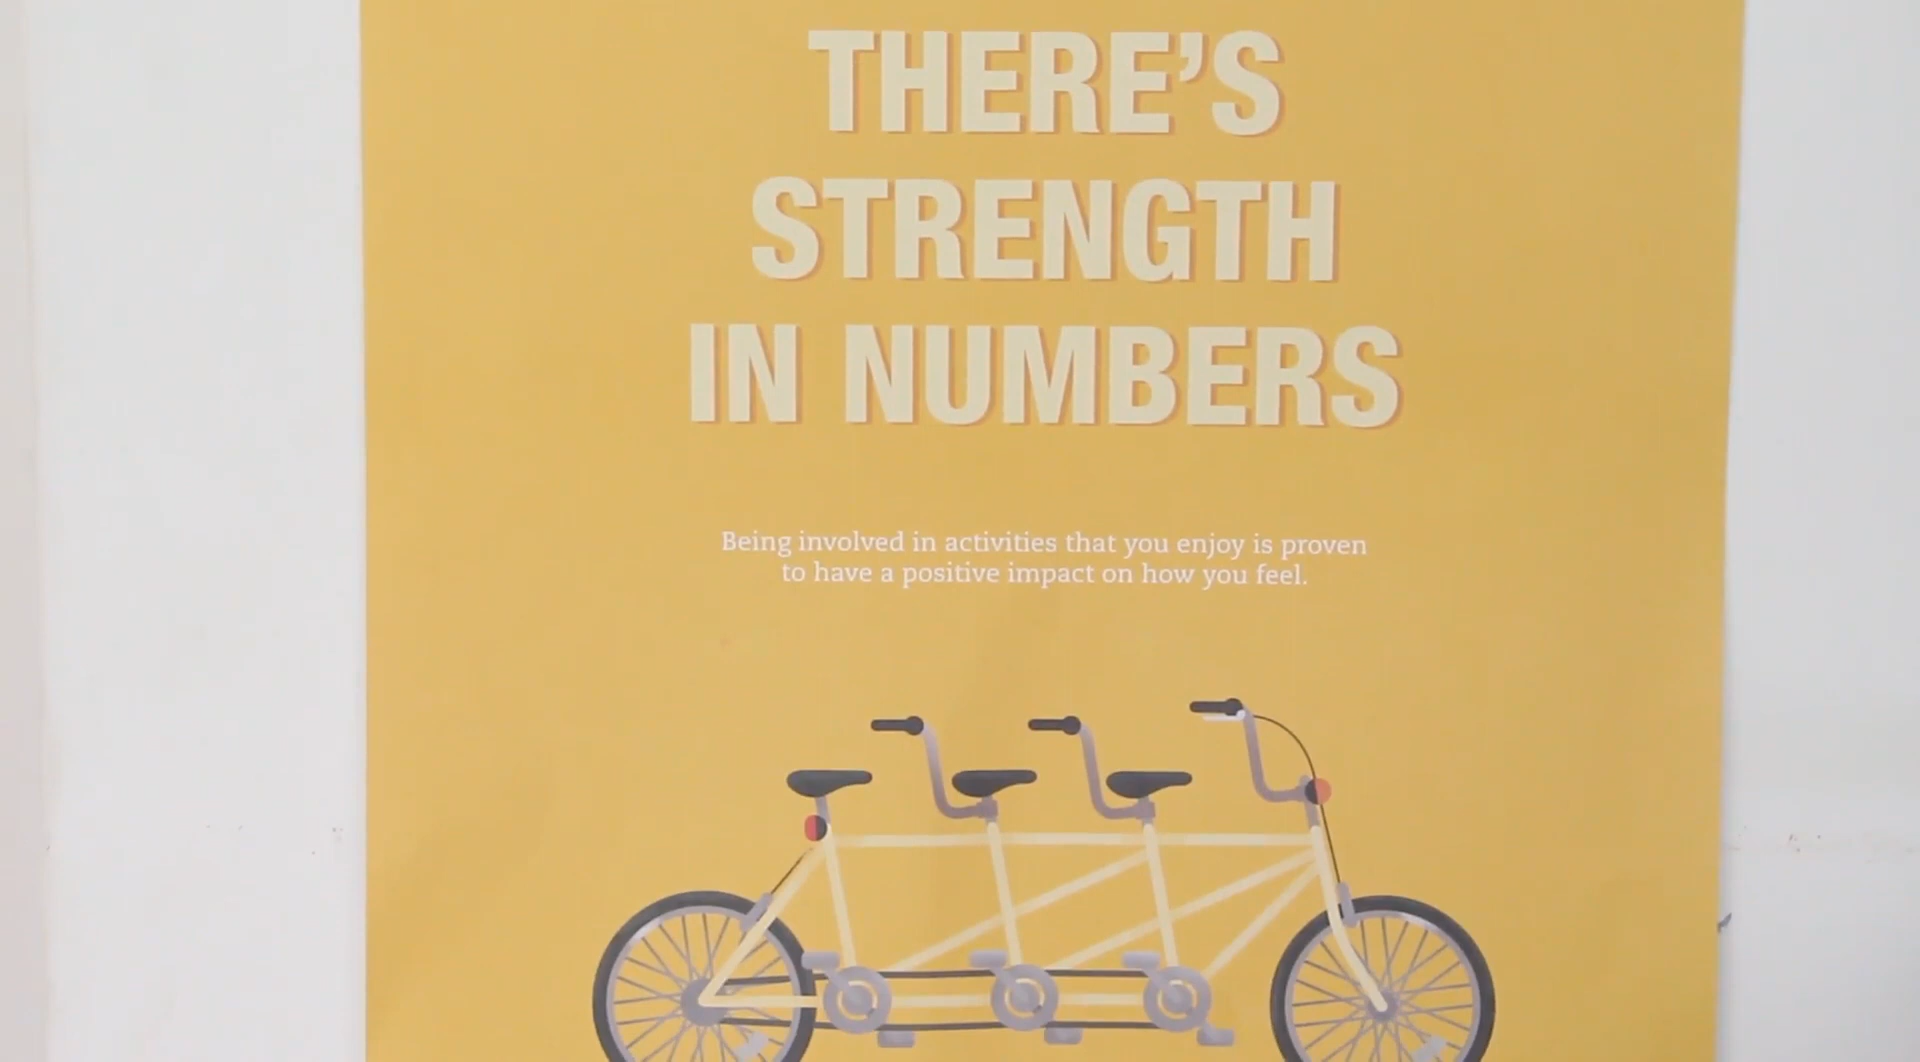 THERE’S
STRENGTH
IN NUMBERS
Being involved in activities that you enjoy is proven
to have a positive impact on how you feel.